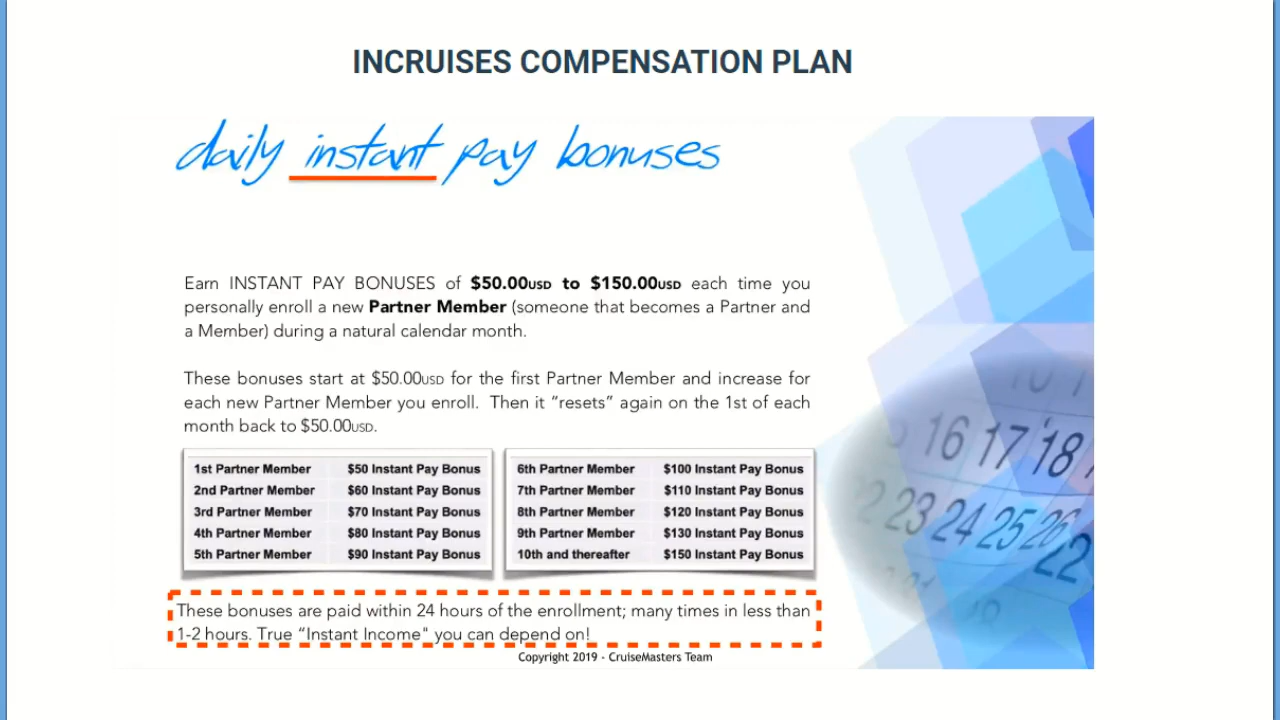 INCRUISES COMPENSATION PLAN
daily instant pay bonuses
Earn INSTANT PAY BONUSES of $50.00USD to $150.00USD each time you
personally enroll a new Partner Member (someone that becomes a Partner and
a Member) during a natural calendar month.
These bonuses start at $50.00USD for the first Partner Member and increase for
each new Partner Member you enroll. Then it “resets” again on the 1st of each
month back to $50.00USD.
1st Partner Member $50 Instant Pay Bonus
2nd Partner Member $60 Instant Pay Bonus
3rd Partner Member $70 Instant Pay Bonus
4th Partner Member $80 Instant Pay Bonus
5th Partner Member $90 Instant Pay Bonus
6th Partner Member $100 Instant Pay Bonus
7th Partner Member $110 Instant Pay Bonus
8th Partner Member $120 Instant Pay Bonus
9th Partner Member $130 Instant Pay Bonus
10th and thereafter $150 Instant Pay Bonus
These bonuses are paid within 24 hours of the enrollment; many times in less than
1-2 hours. True “Instant Income" you can depend on!
Copyright 2019 - CruiseMasters Team
16 17 18
23 24 25 26
22